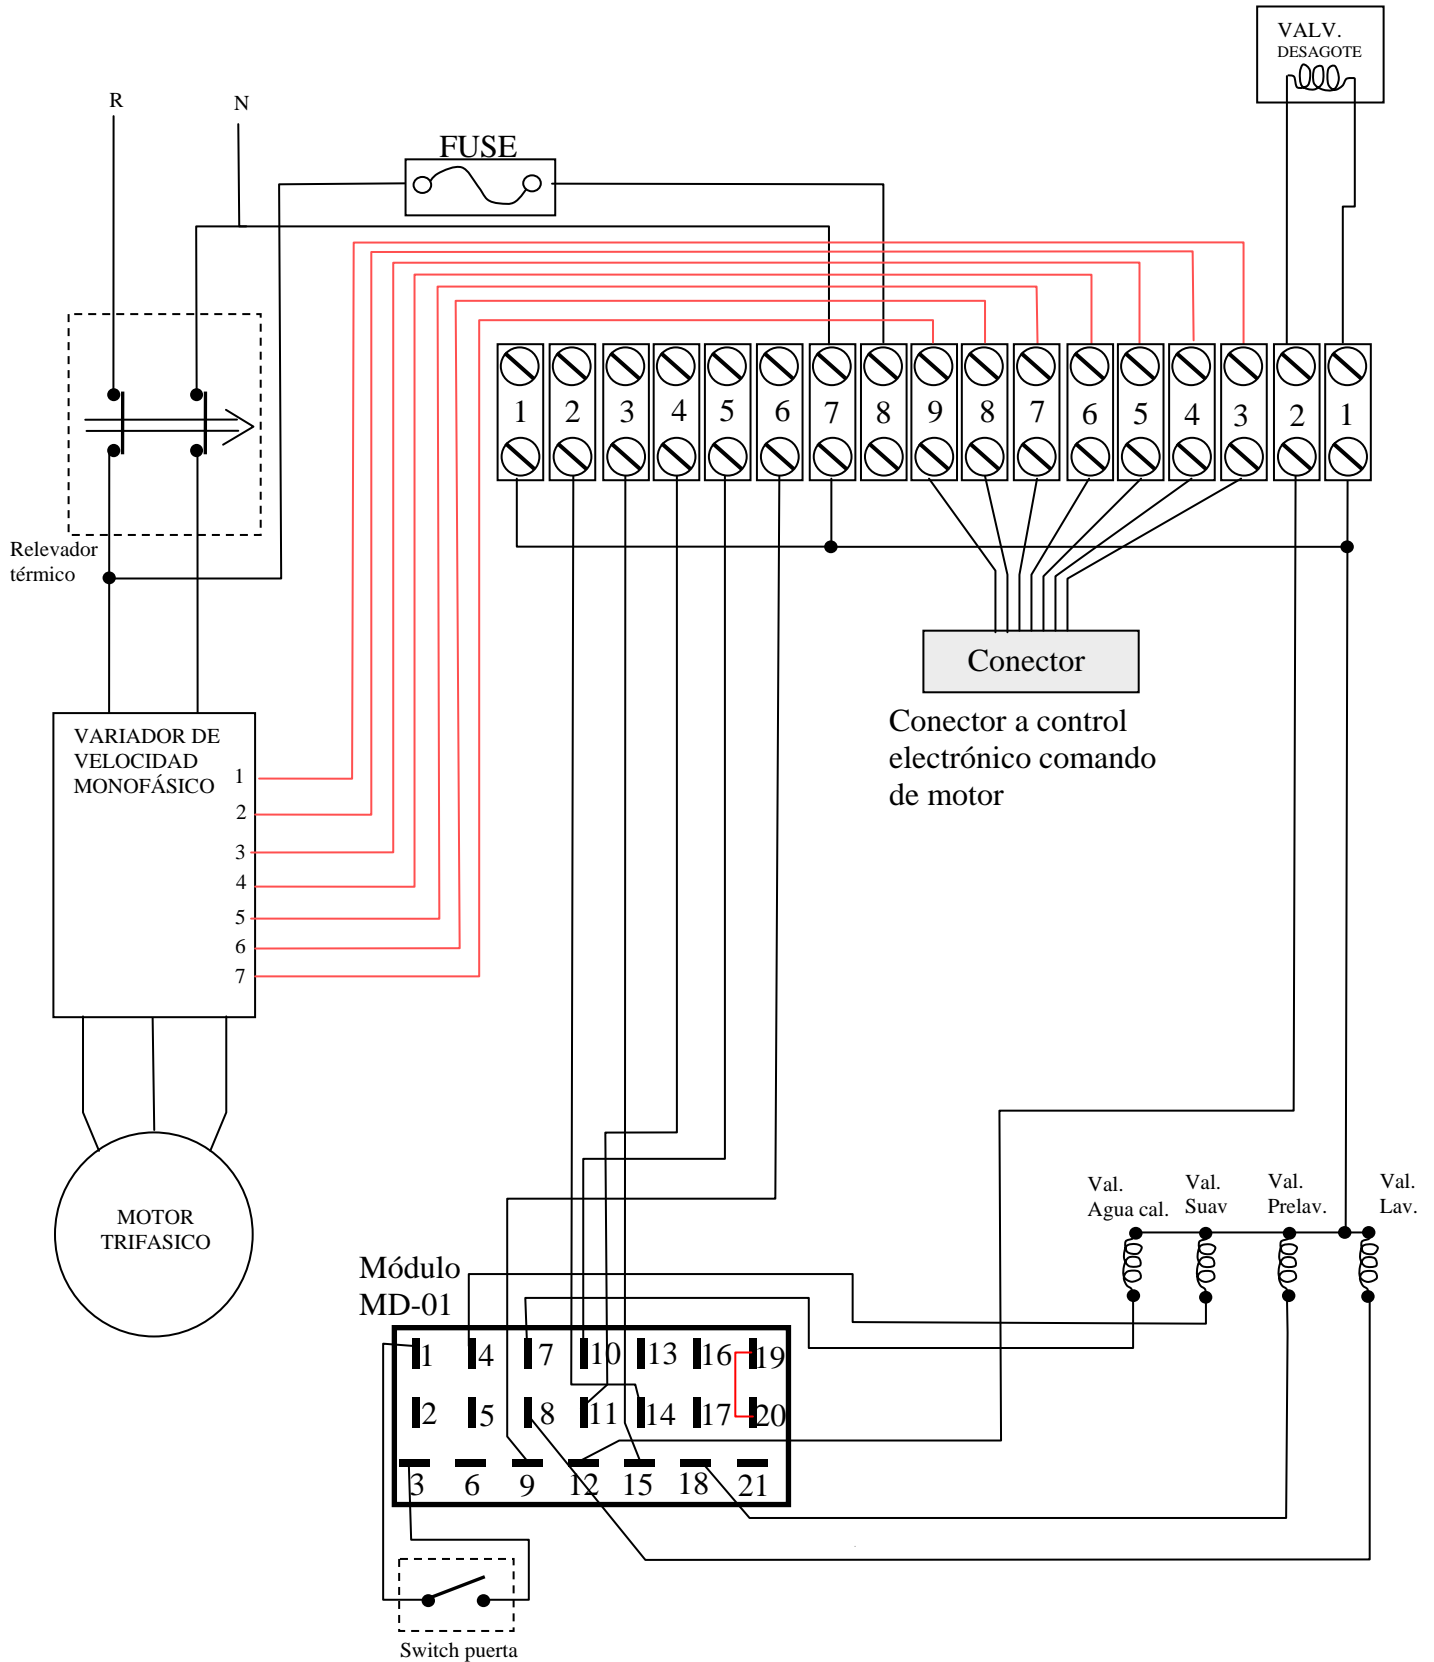 VALV.
DESAGOTE
R
N
FUSE
1 2 3 4 5 6 7 8 9 8 7 6 5 4 3 2 1
Relevador
térmico
Conector
Conector a control
electrónico comando
de motor
VARIADOR DE
VELOCIDAD
MONOFÁSICO
1
2
3
4
5
6
7
MOTOR
TRIFASICO
Val.
Agua cal.
Val.
Suav
Val.
Prelav.
Val.
Lav.
Módulo
MD-01
1 4 7 10 13 16 19
2 5 8 11 14 17 20
3 6 9 12 15 18 21
Switch puerta